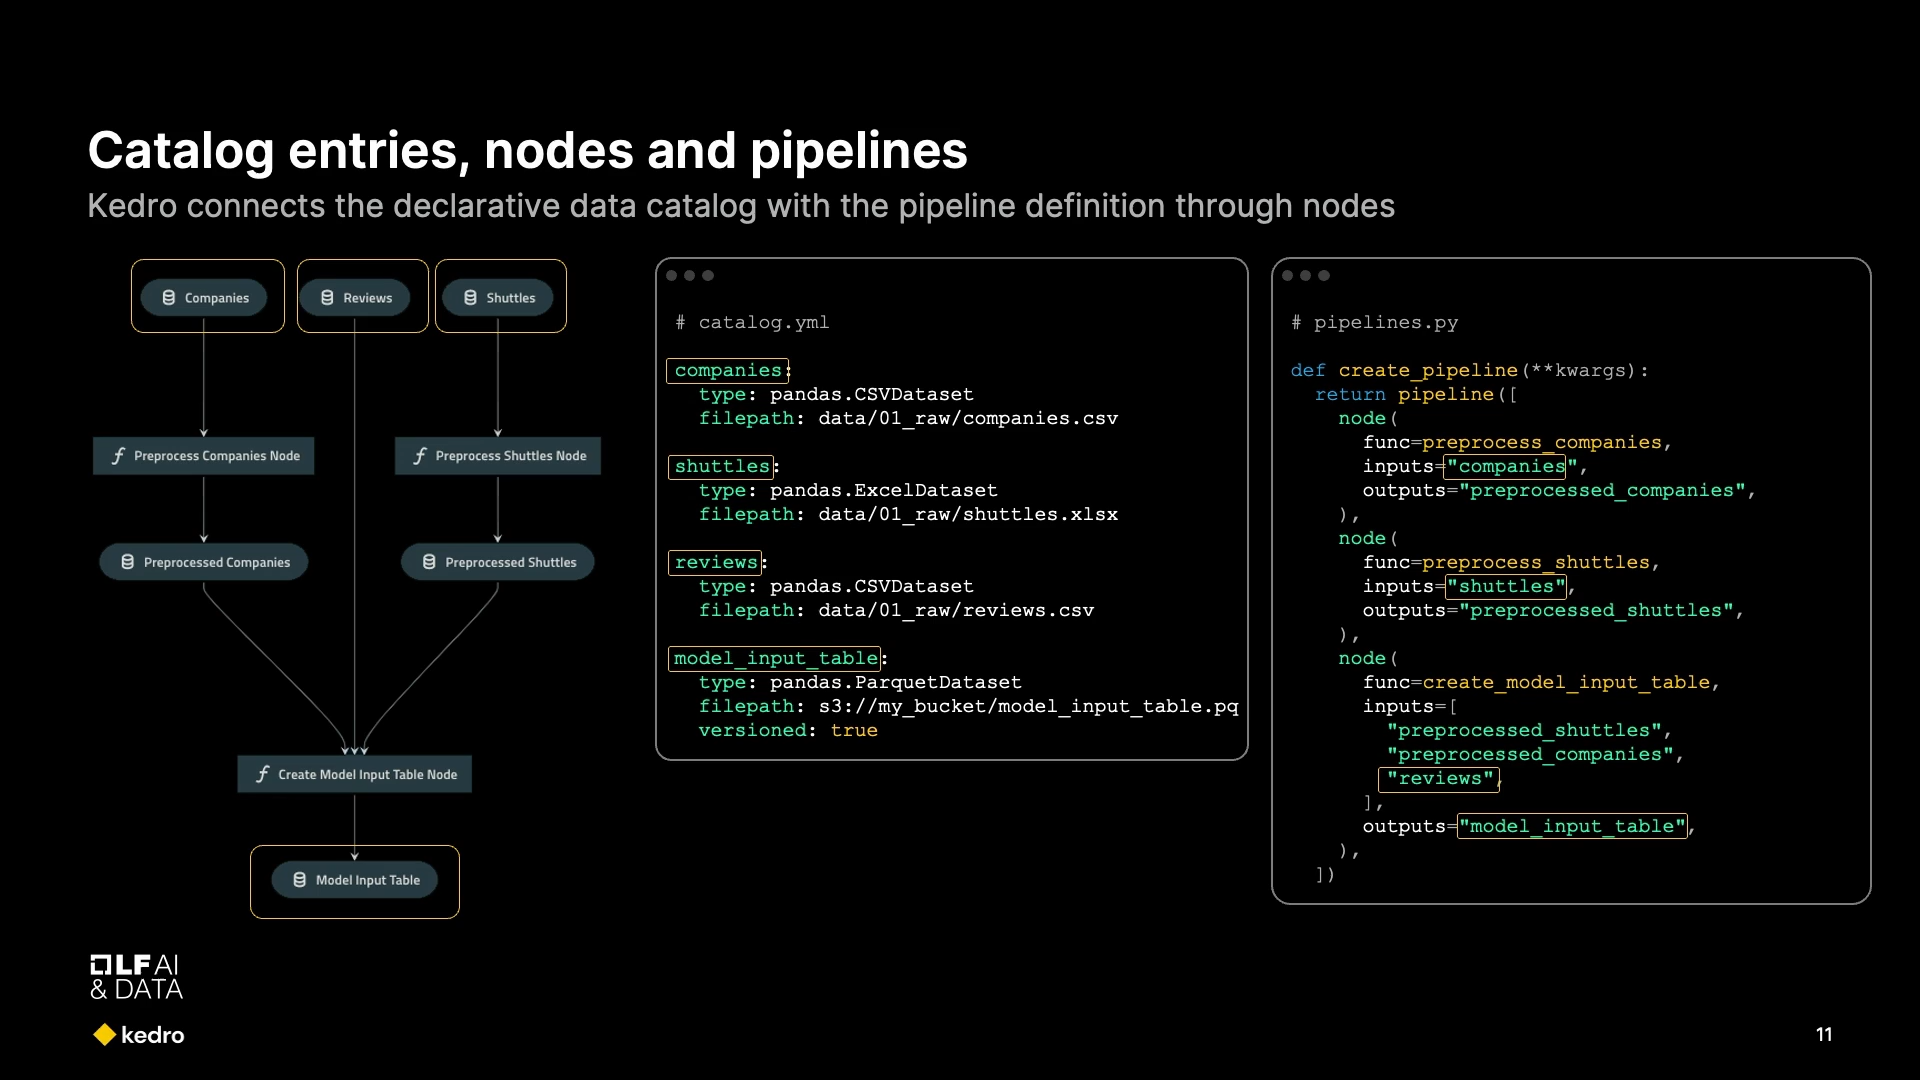 Catalog entries, nodes and pipelines
Kedro connects the declarative data catalog with the pipeline definition through nodes
Companies
Reviews
Shuttles
Preprocess Companies Node
Preprocess Shuttles Node
Preprocessed Companies
Preprocessed Shuttles
Create Model Input Table Node
Model Input Table
# catalog.yml
companies:
  type: pandas.CSVDataset
  filepath: data/01_raw/companies.csv
shuttles:
  type: pandas.ExcelDataset
  filepath: data/01_raw/shuttles.xlsx
reviews:
  type: pandas.CSVDataset
  filepath: data/01_raw/reviews.csv
model_input_table:
  type: pandas.ParquetDataset
  filepath: s3://my_bucket/model_input_table.pq
  versioned: true
# pipelines.py
def create_pipeline(**kwargs):
  return pipeline([
    node(
      func=preprocess_companies,
      inputs="companies",
      outputs="preprocessed_companies",
    ),
    node(
      func=preprocess_shuttles,
      inputs="shuttles",
      outputs="preprocessed_shuttles",
    ),
    node(
      func=create_model_input_table,
      inputs=[
        "preprocessed_shuttles",
        "preprocessed_companies",
        "reviews",
      ],
      outputs="model_input_table",
    ),
  ])
LF AI
& DATA
kedro
11